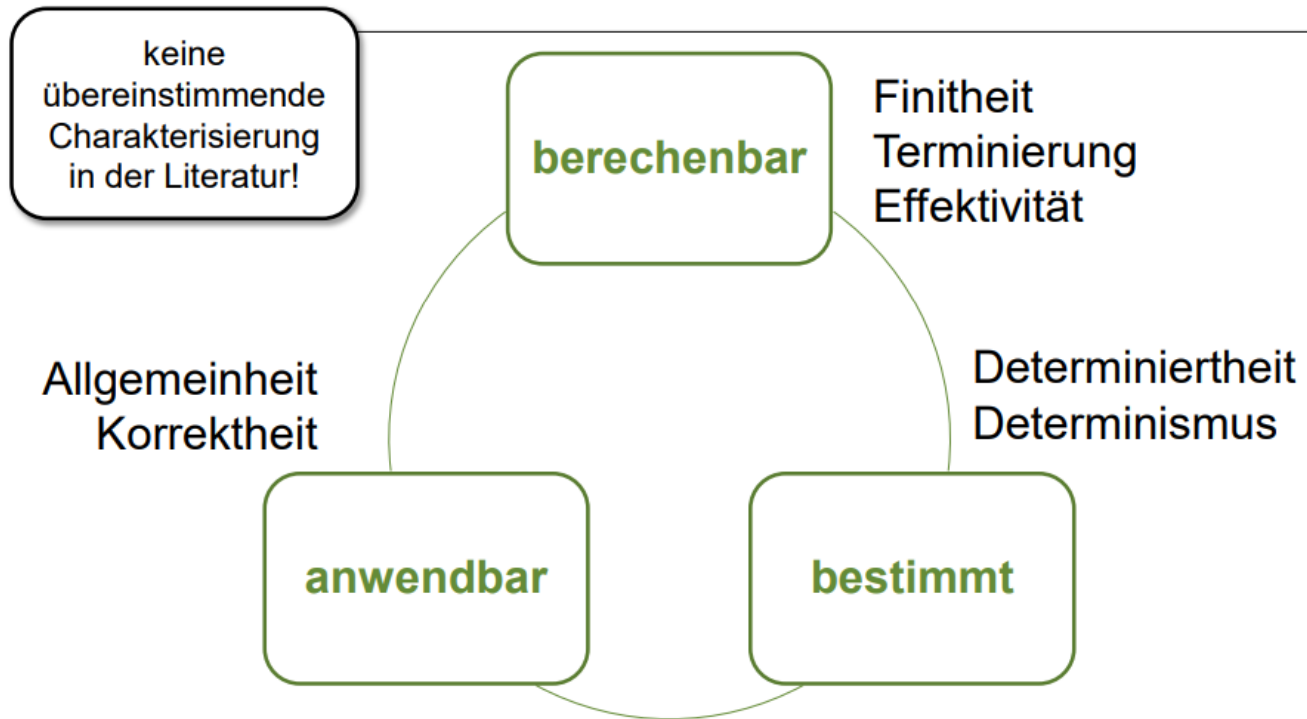 keine
übereinstimmende
Charakterisierung
in der Literatur!
berechenbar
Finitheit
Terminierung
Effektivität
Allgemeinheit
Korrektheit
Determiniertheit
Determinismus
anwendbar
bestimmt